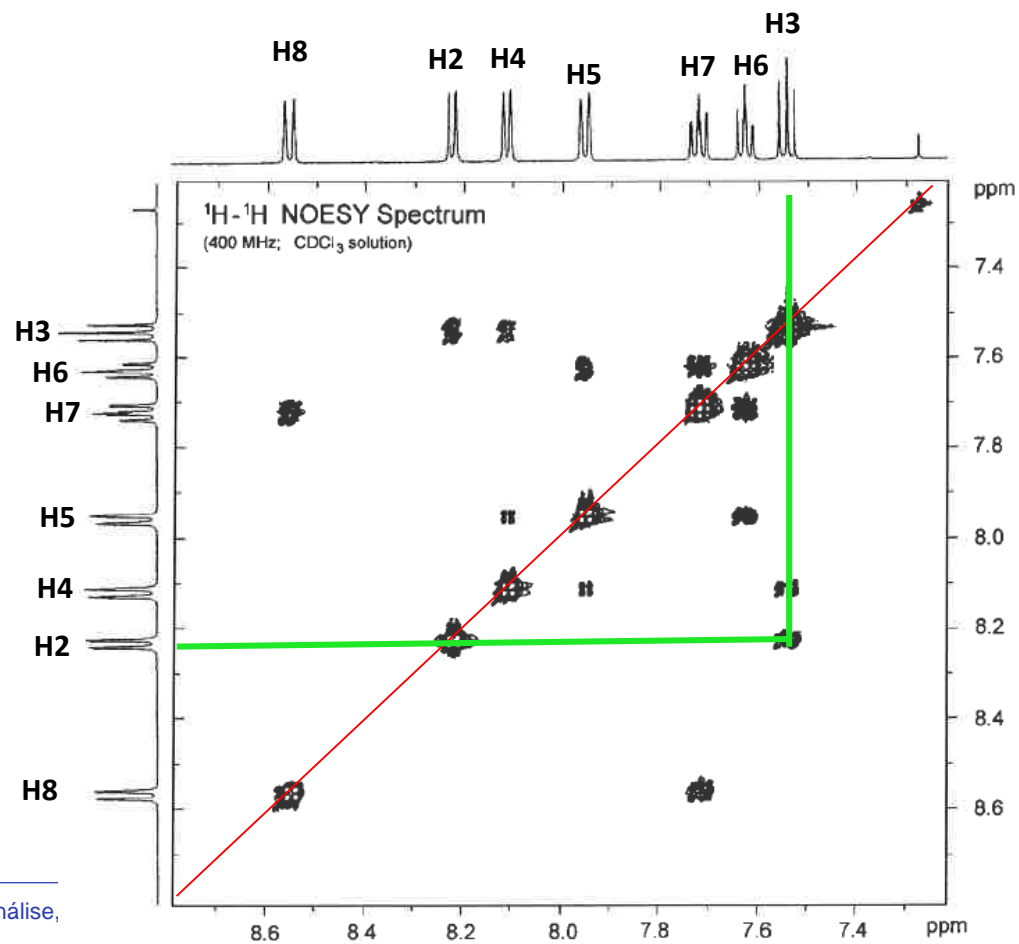 H3
H8
H2
H4
H5
H7
H6
ppm
¹H-¹H NOESY Spectrum
(400 MHz; CDCl₃ solution)
7.4
H3
7.6
H6
H7
7.8
H5
8.0
H4
8.2
H2
8.4
H8
8.6
8.6
8.4
8.2
8.0
7.8
7.6
7.4
ppm
nálise,